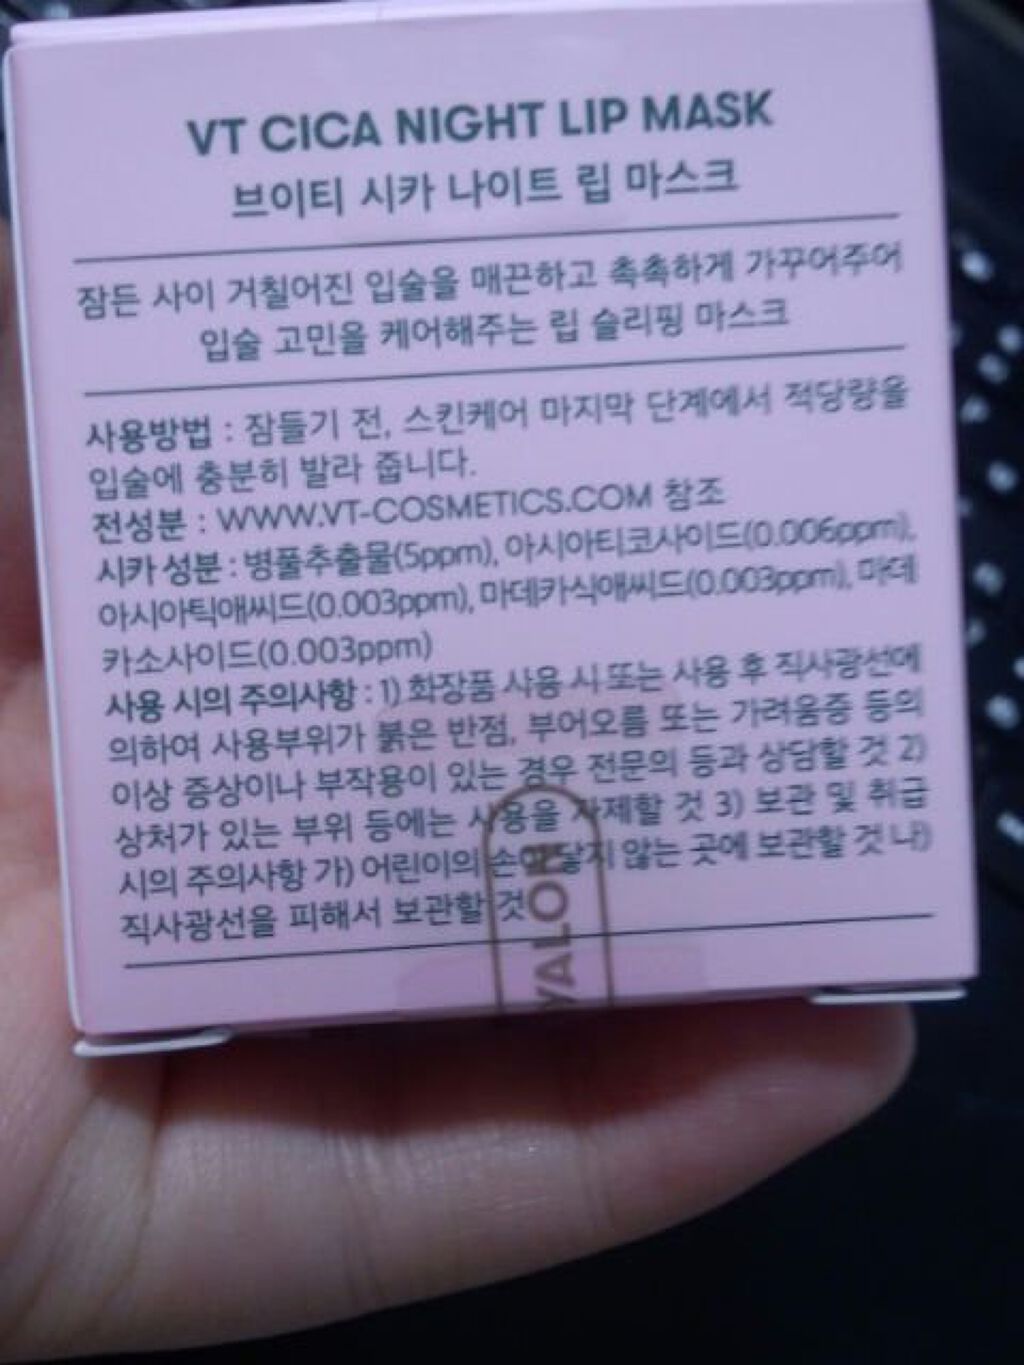 VT CICA NIGHT LIP MASK
브이티 시카 나이트 립 마스크
잠든 사이 거칠어진 입술을 매끈하고 촉촉하게 가꾸어주어
입술 고민을 케어해주는 립 슬리핑 마스크
사용방법 : 잠들기 전, 스킨케어 마지막 단계에서 적당량을
입술에 충분히 발라 줍니다.
전성분 : WWW.VT-COSMETICS.COM 참조
시카 성분 : 병풀추출물(5ppm), 아시아티코사이드(0.006ppm),
아시아틱애씨드(0.003ppm), 마데카식애씨드(0.003ppm), 마데
카소사이드(0.003ppm)
사용 시의 주의사항 : 1) 화장품 사용 시 또는 사용 후 직사광선에
의하여 사용부위가 붉은 반점, 부어오름 또는 가려움증 등의
이상 증상이나 부작용이 있는 경우 전문의 등과 상담할 것 2)
상처가 있는 부위 등에는 사용을 자제할 것 3) 보관 및 취급
시의 주의사항 가) 어린이의 손이 닿지 않는 곳에 보관할 것 나)
직사광선을 피해서 보관할 것